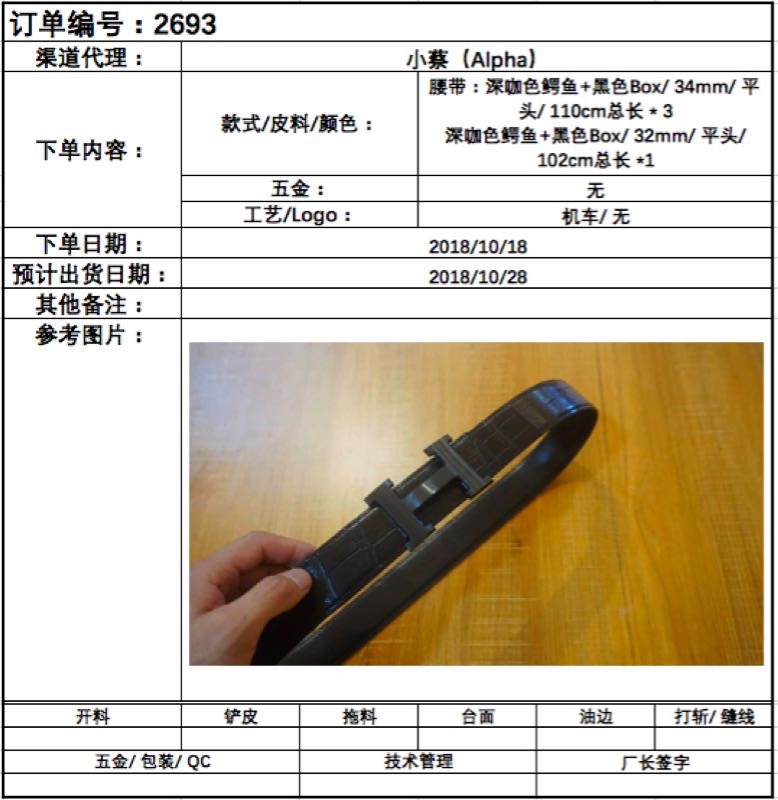 订单编号：2693
渠道代理：
小蔡（Alpha）
下单内容：
款式/皮料/颜色：
腰带：深咖色鳄鱼+黑色Box/ 34mm/ 平
头/ 110cm总长 * 3
深咖色鳄鱼+黑色Box/ 32mm/ 平头/
102cm总长 *1
五金：
无
工艺/Logo：
机车/ 无
下单日期：
2018/10/18
预计出货日期：
2018/10/28
其他备注：
参考图片：
开料
铲皮
拖料
台面
油边
打斩/ 缝线
五金/ 包装/ QC
技术管理
厂长签字